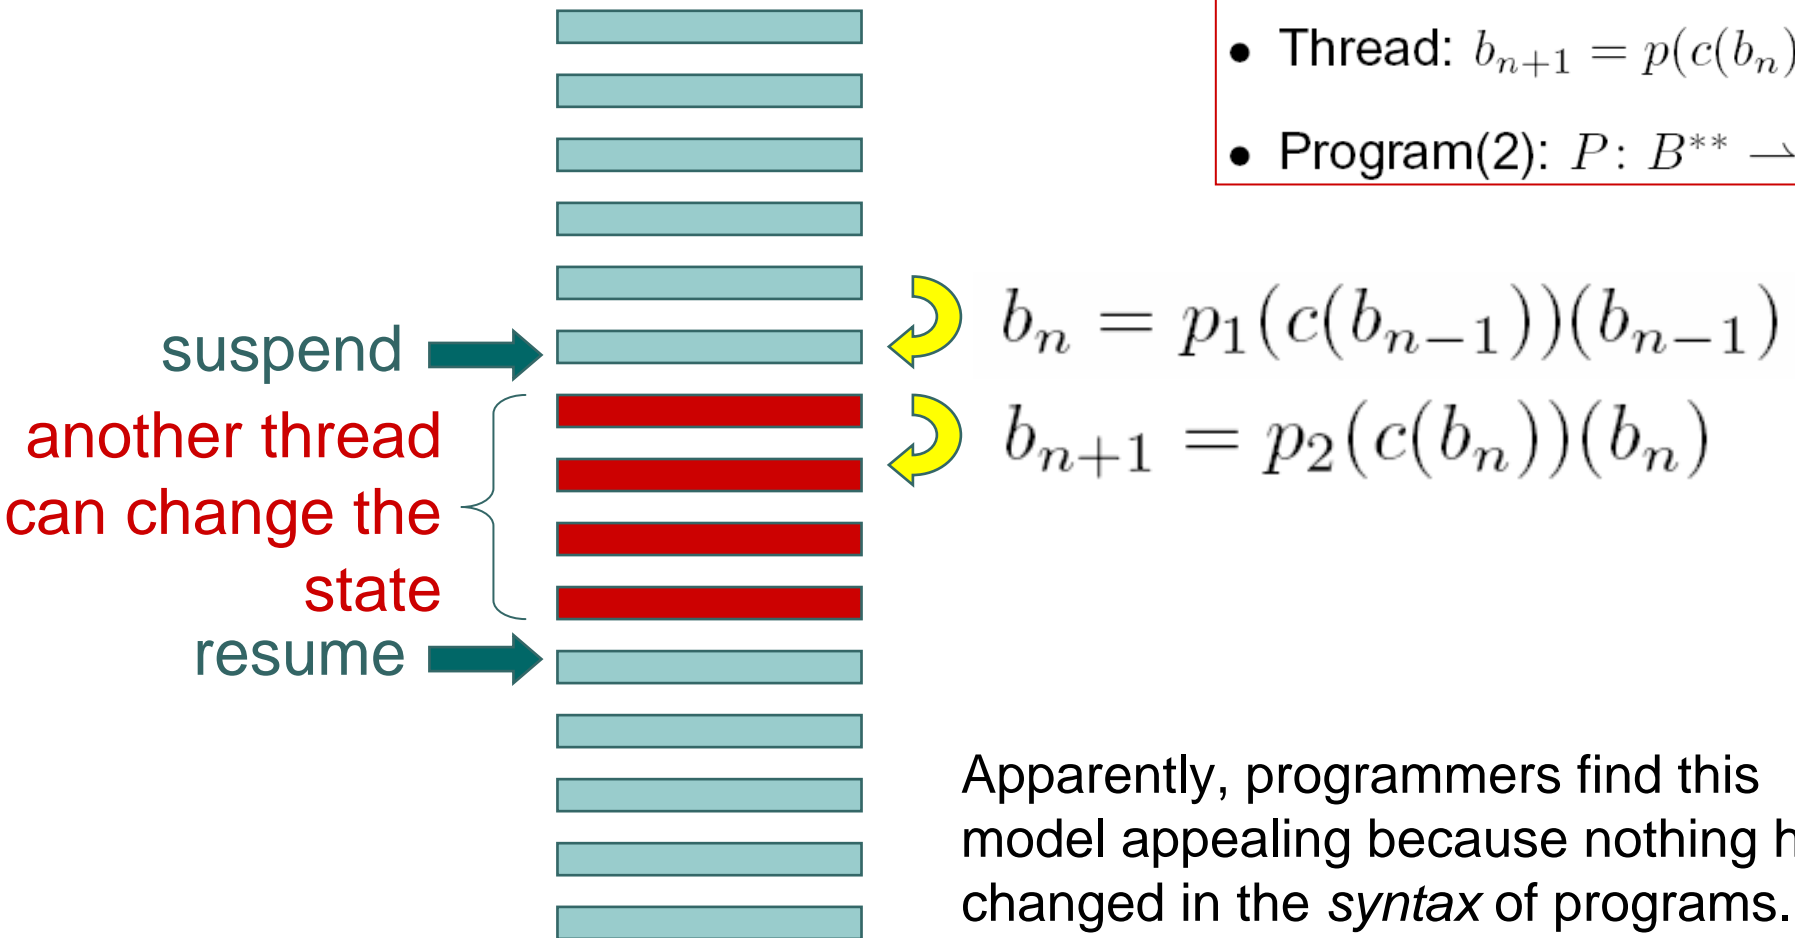 • Thread: b_{n+1} = p(c(b_n)
• Program(2): P: B** ⇀
b_n = p_1(c(b_{n-1}))(b_{n-1})
suspend
b_{n+1} = p_2(c(b_n))(b_n)
another thread
can change the
state
resume
Apparently, programmers find this
model appealing because nothing
changed in the syntax of programs.